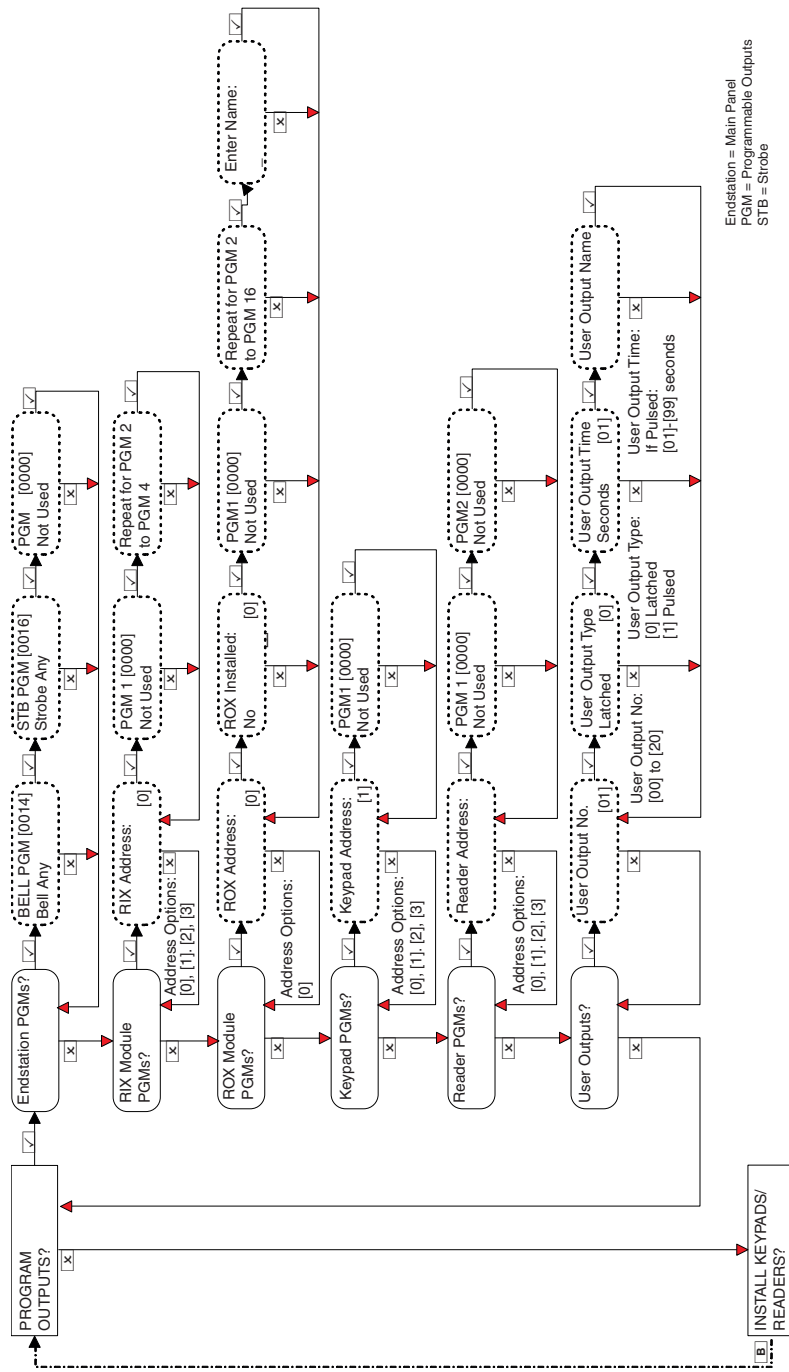 PROGRAM
OUTPUTS?
Endstation PGMs?
BELL PGM [0014]
Bell Any
STB PGM [0016]
Strobe Any
PGM [0000]
Not Used
RIX Module
PGMs?
RIX Address:
[0]
Address Options:
[0], [1]. [2], [3]
PGM 1 [0000]
Not Used
Repeat for PGM 2
to PGM 4
ROX Module
PGMs?
ROX Address:
[0]
Address Options:
[0]
ROX Installed:
No
[0]
PGM1 [0000]
Not Used
Repeat for PGM 2
to PGM 16
Enter Name:
Keypad PGMs?
Keypad Address:
[1]
Address Options:
[0], [1]. [2], [3]
PGM1 [0000]
Not Used
Reader PGMs?
Reader Address:
Address Options:
[0], [1]. [2], [3]
PGM 1 [0000]
Not Used
PGM2 [0000]
Not Used
User Outputs?
User Output No.
[01]
User Output No:
[00] to [20]
User Output Type
Latched
[0]
User Output Type:
[0] Latched
[1] Pulsed
User Output Time
Seconds
[01]
User Output Time:
If Pulsed:
[01]-[99] seconds
User Output Name
B
INSTALL KEYPADS/
READERS?
Endstation = Main Panel
PGM = Programmable Outputs
STB = Strobe